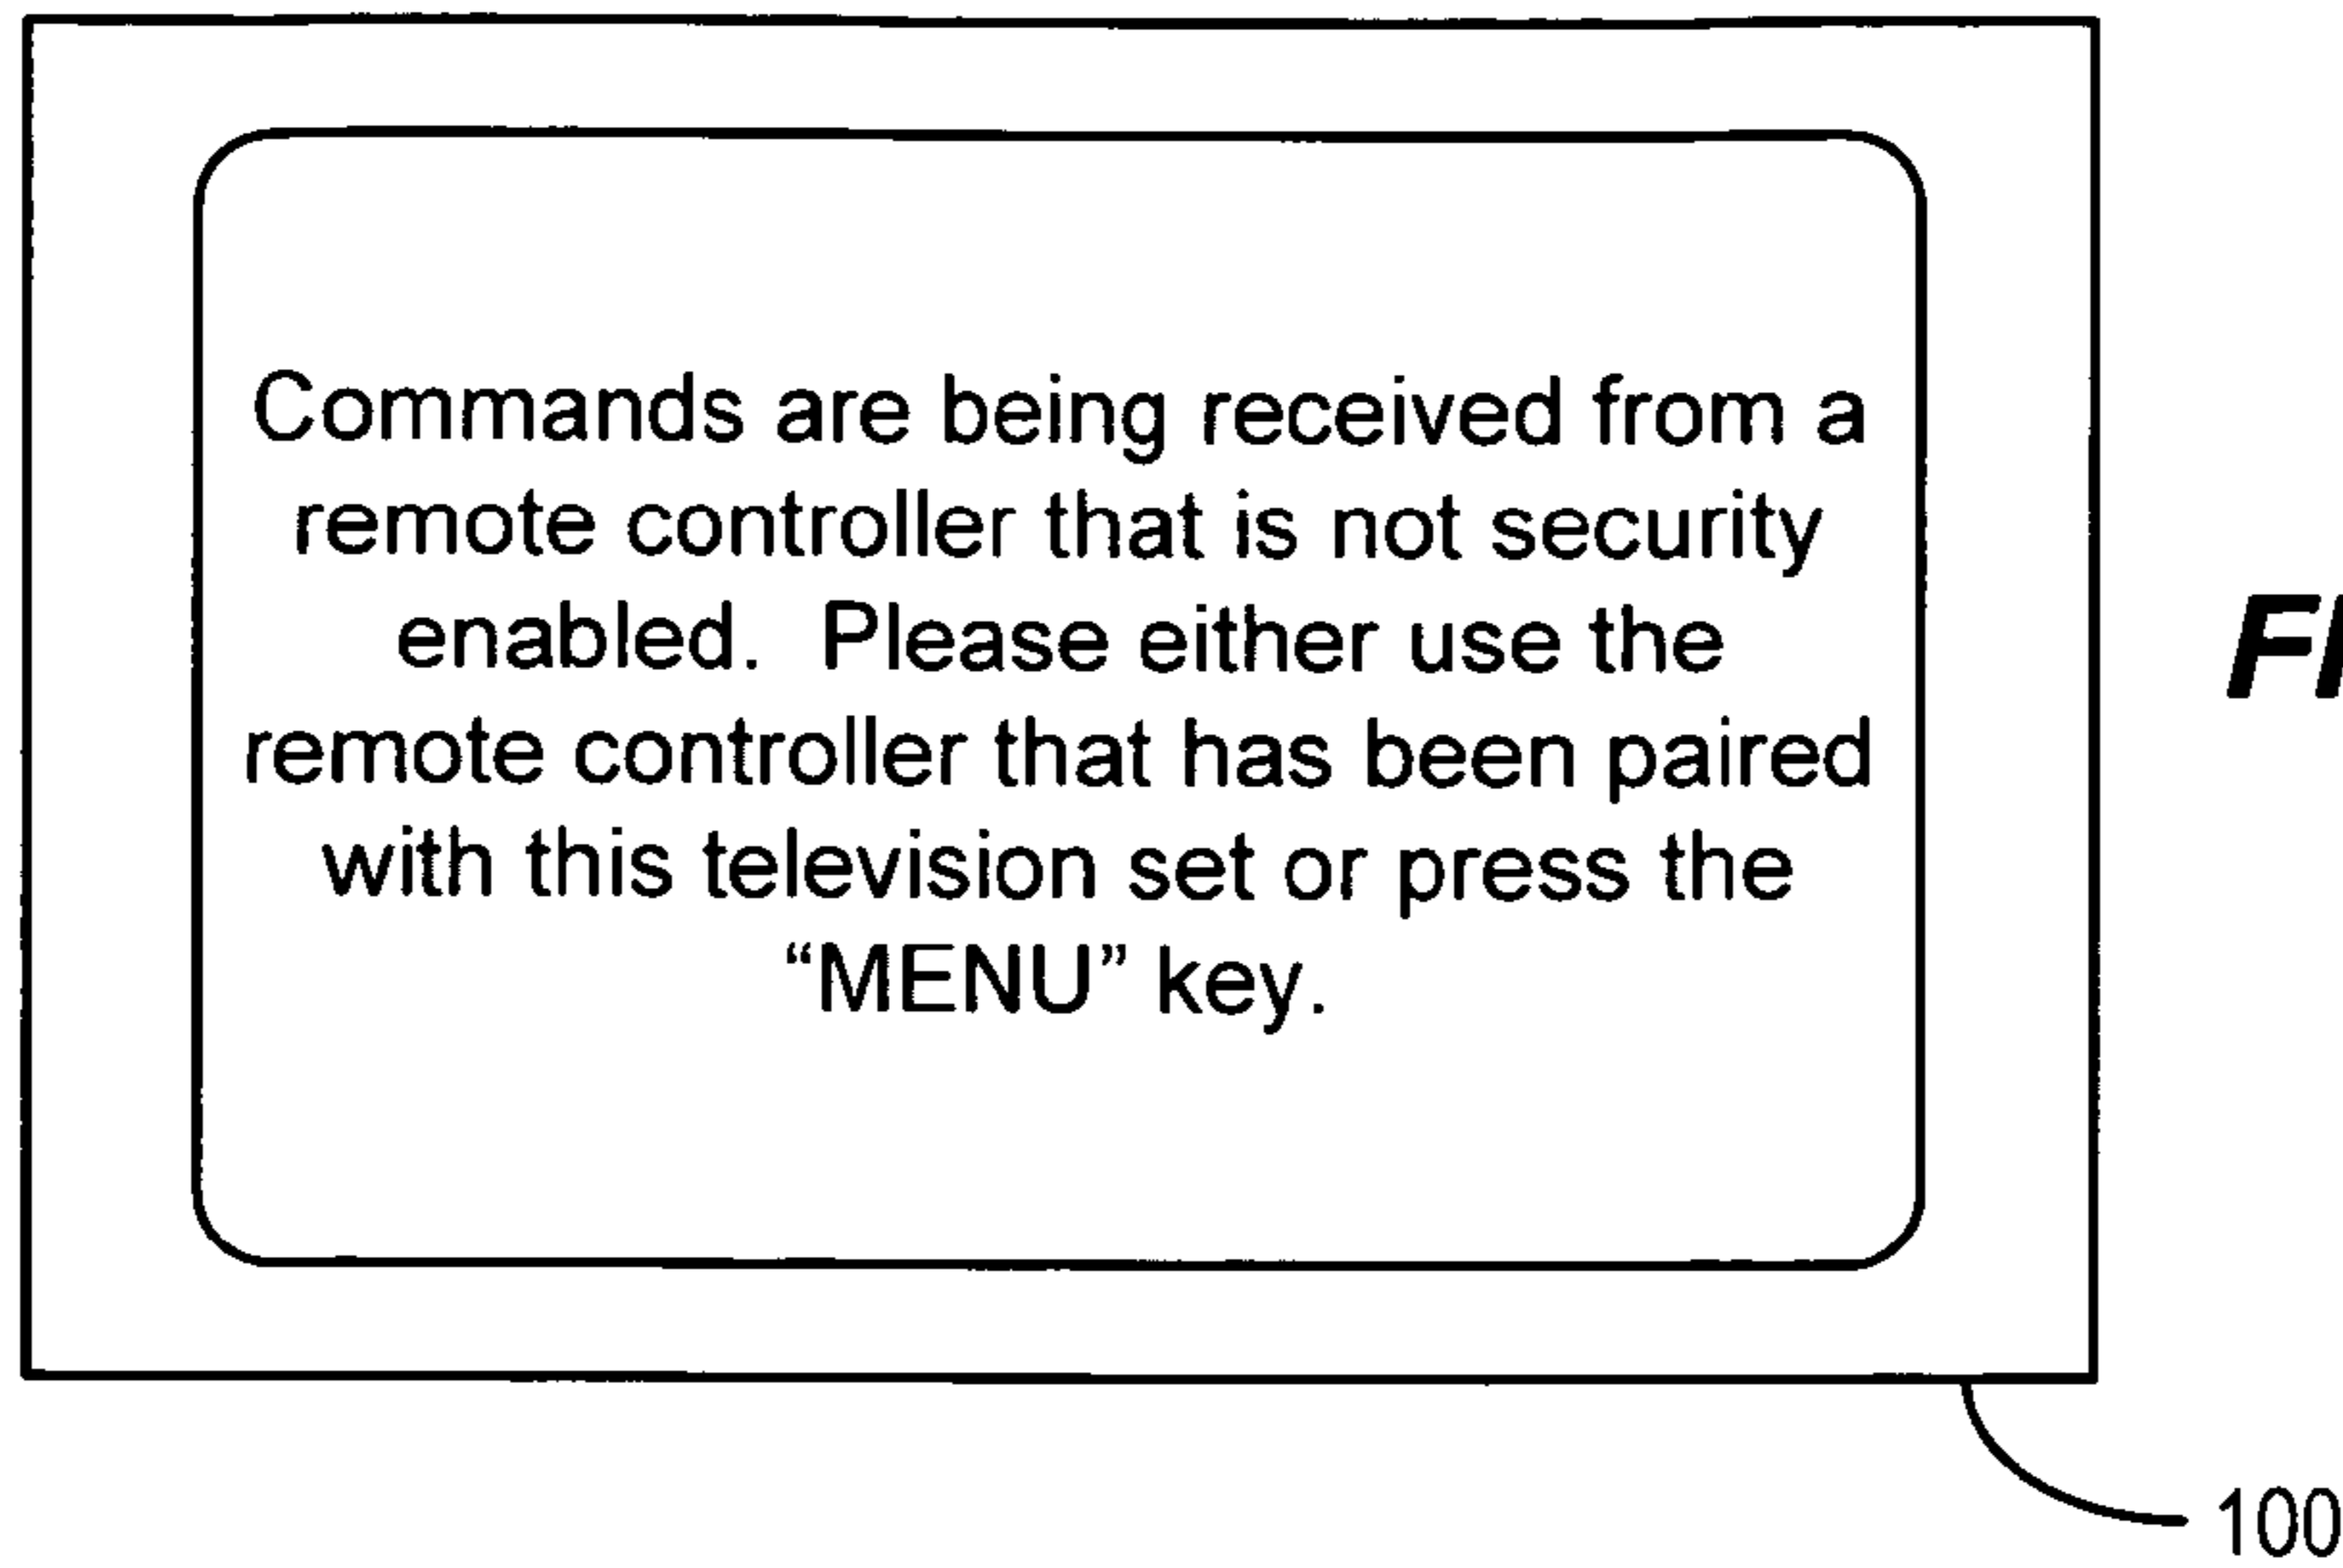 Commands are being received from a
remote controller that is not security
enabled. Please either use the
remote controller that has been paired
with this television set or press the
“MENU” key.
100